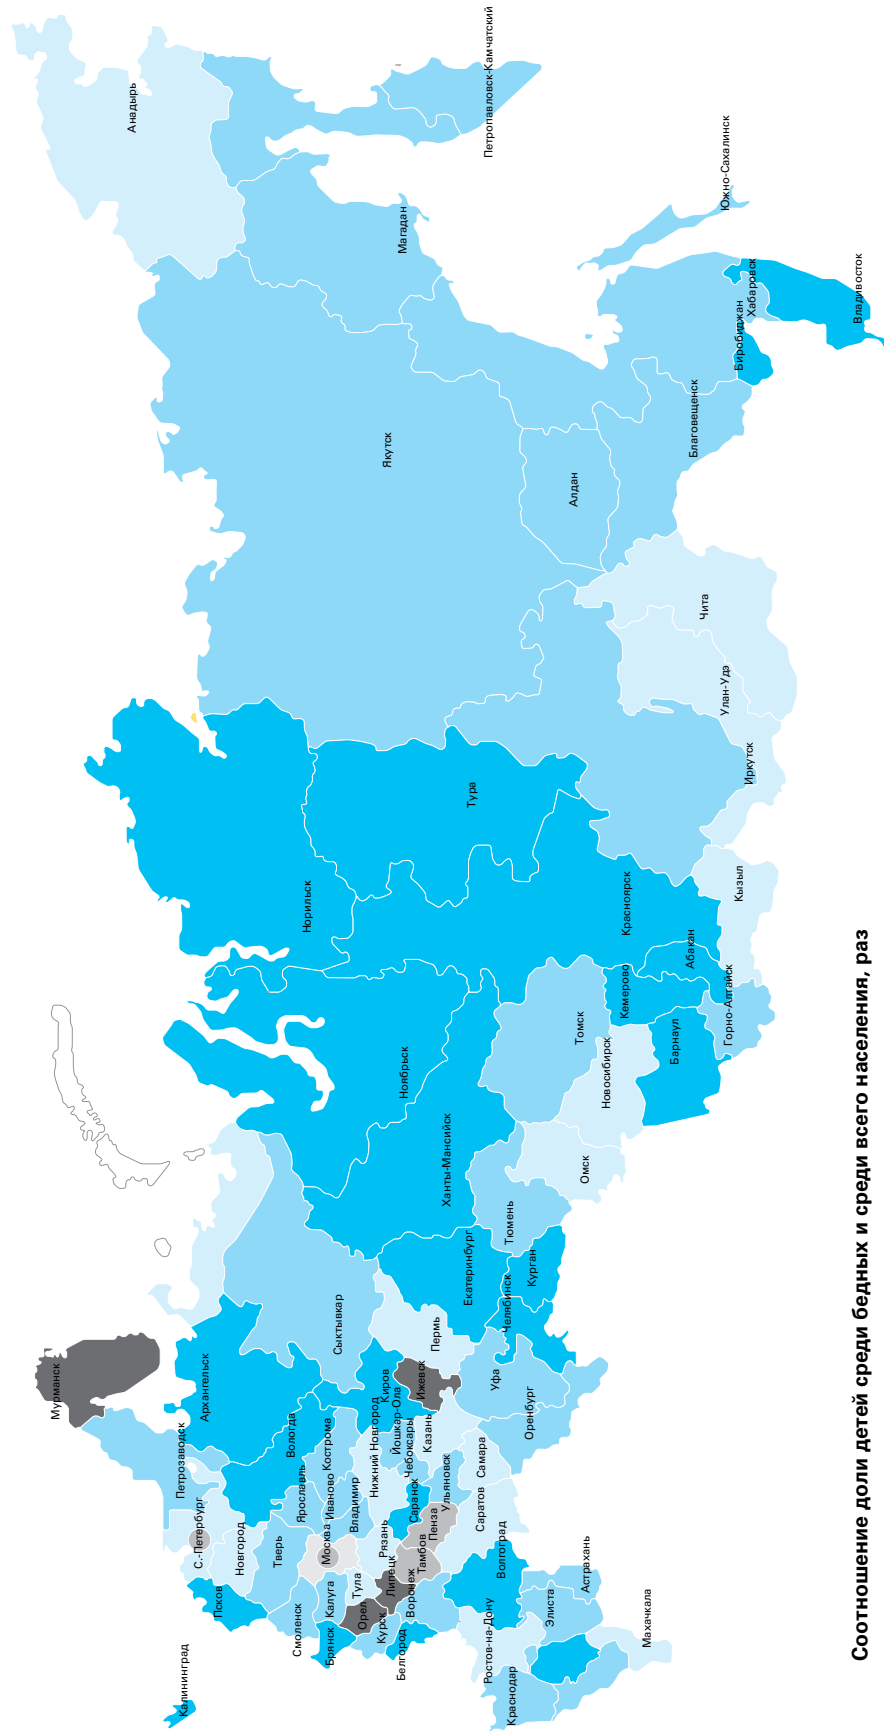 Анадырь
Петропавловск-Камчатский
Магадан
Южно-Сахалинск
Якутск
Хабаровск
Биробиджан
Владивосток
Благовещенск
Алдан
Чита
Улан-Удэ
Иркутск
Тура
Норильск
Красноярск
Кызыл
Абакан
Кемерово
Горно-Алтайск
Барнаул
Томск
Новосибирск
Ноябрьск
Ханты-Мансийск
Омск
Тюмень
Екатеринбург
Курган
Челябинск
Сыктывкар
Пермь
Уфа
Оренбург
Мурманск
Архангельск
Киров
Ижевск
Йошкар-Ола
Нижний Новгород
Чебоксары
Казань
Вологда
Кострома
Петрозаводск
Ярославль
Иваново
Владимир
Саранск
Ульяновск
Самара
Саратов
Пенза
С.-Петербург
Новгород
Тверь
Москва
Рязань
Тамбов
Волгоград
Псков
Смоленск
Калуга
Тула
Липецк
Воронеж
Орел
Курск
Брянск
Белгород
Астрахань
Элиста
Ростов-на-Дону
Краснодар
Махачкала
Калининград
Соотношение доли детей среди бедных и среди всего населения, раз